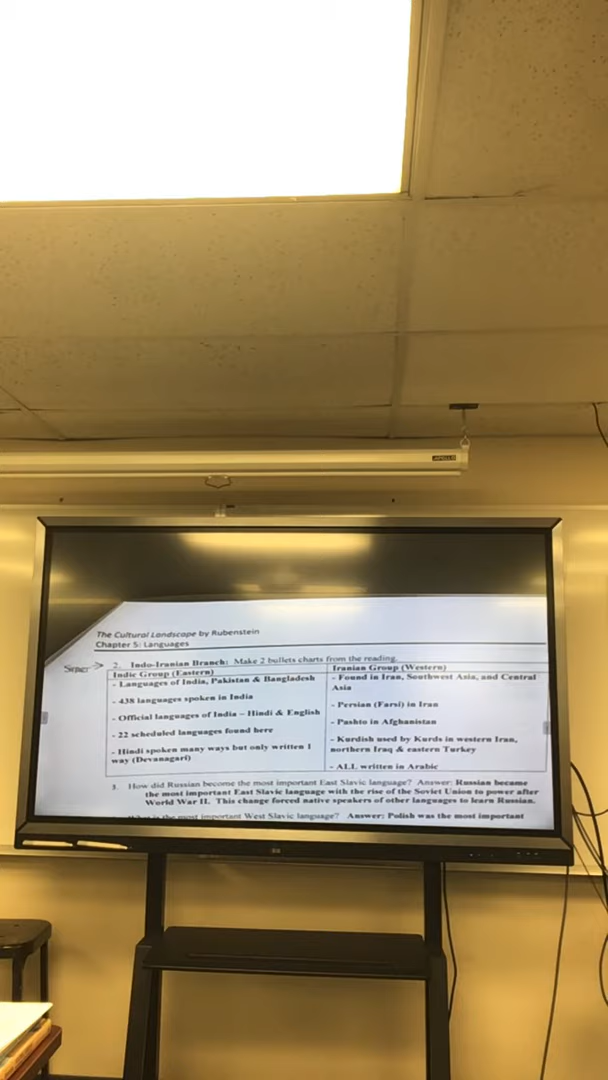 APOLLO
The Cultural Landscape by Rubenstein
Chapter 5: Languages
2. Indo-Iranian Branch: Make 2 bullets charts from the reading.
Indic Group (Eastern)
- Languages of India, Pakistan & Bangladesh
- 438 languages spoken in India
- Official languages of India – Hindi & English
- 22 scheduled languages found here
- Hindi spoken many ways but only written 1
way (Devanagari)
Iranian Group (Western)
- Found in Iran, Southwest Asia, and Central
Asia
- Persian (Farsi) in Iran
- Pashto in Afghanistan
- Kurdish used by Kurds in western Iran,
northern Iraq & eastern Turkey
- ALL written in Arabic
3. How did Russian become the most important East Slavic language? Answer: Russian became
the most important East Slavic language with the rise of the Soviet Union to power after
World War II. This change forced native speakers of other languages to learn Russian.
is the most important West Slavic language? Answer: Polish was the most important